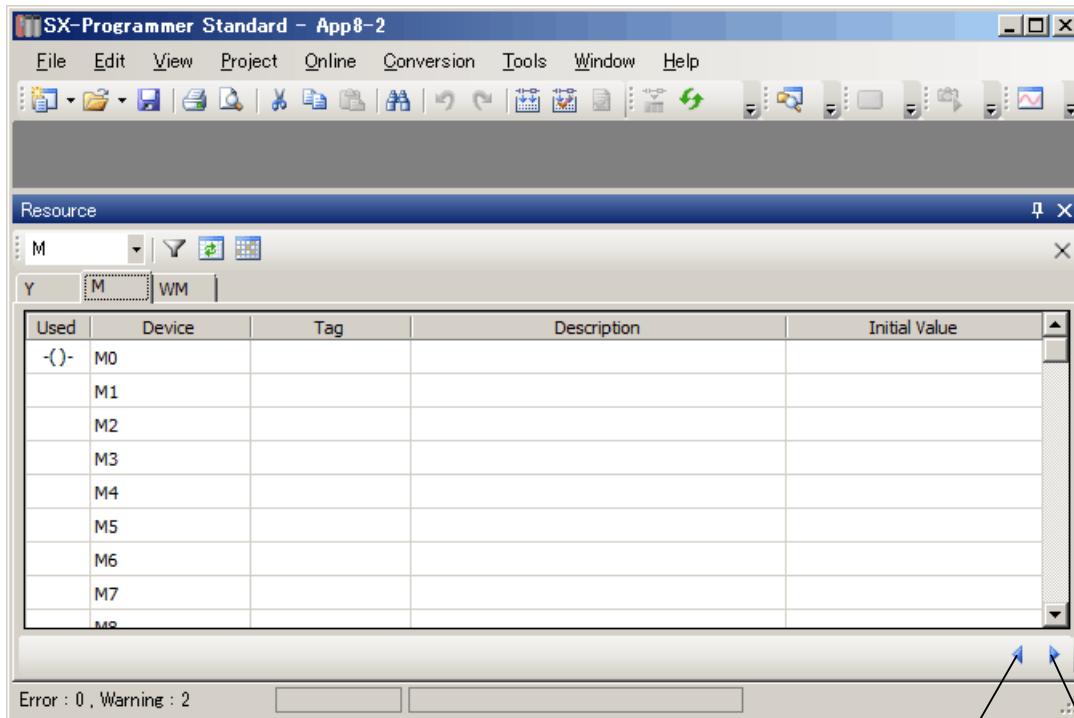 SX-Programmer Standard - App8-2
File Edit View Project Online Conversion Tools Window Help
Resource
M
Y M WM
Used Device Tag Description Initial Value
-( )- M0
M1
M2
M3
M4
M5
M6
M7
M8
Error : 0 , Warning : 2